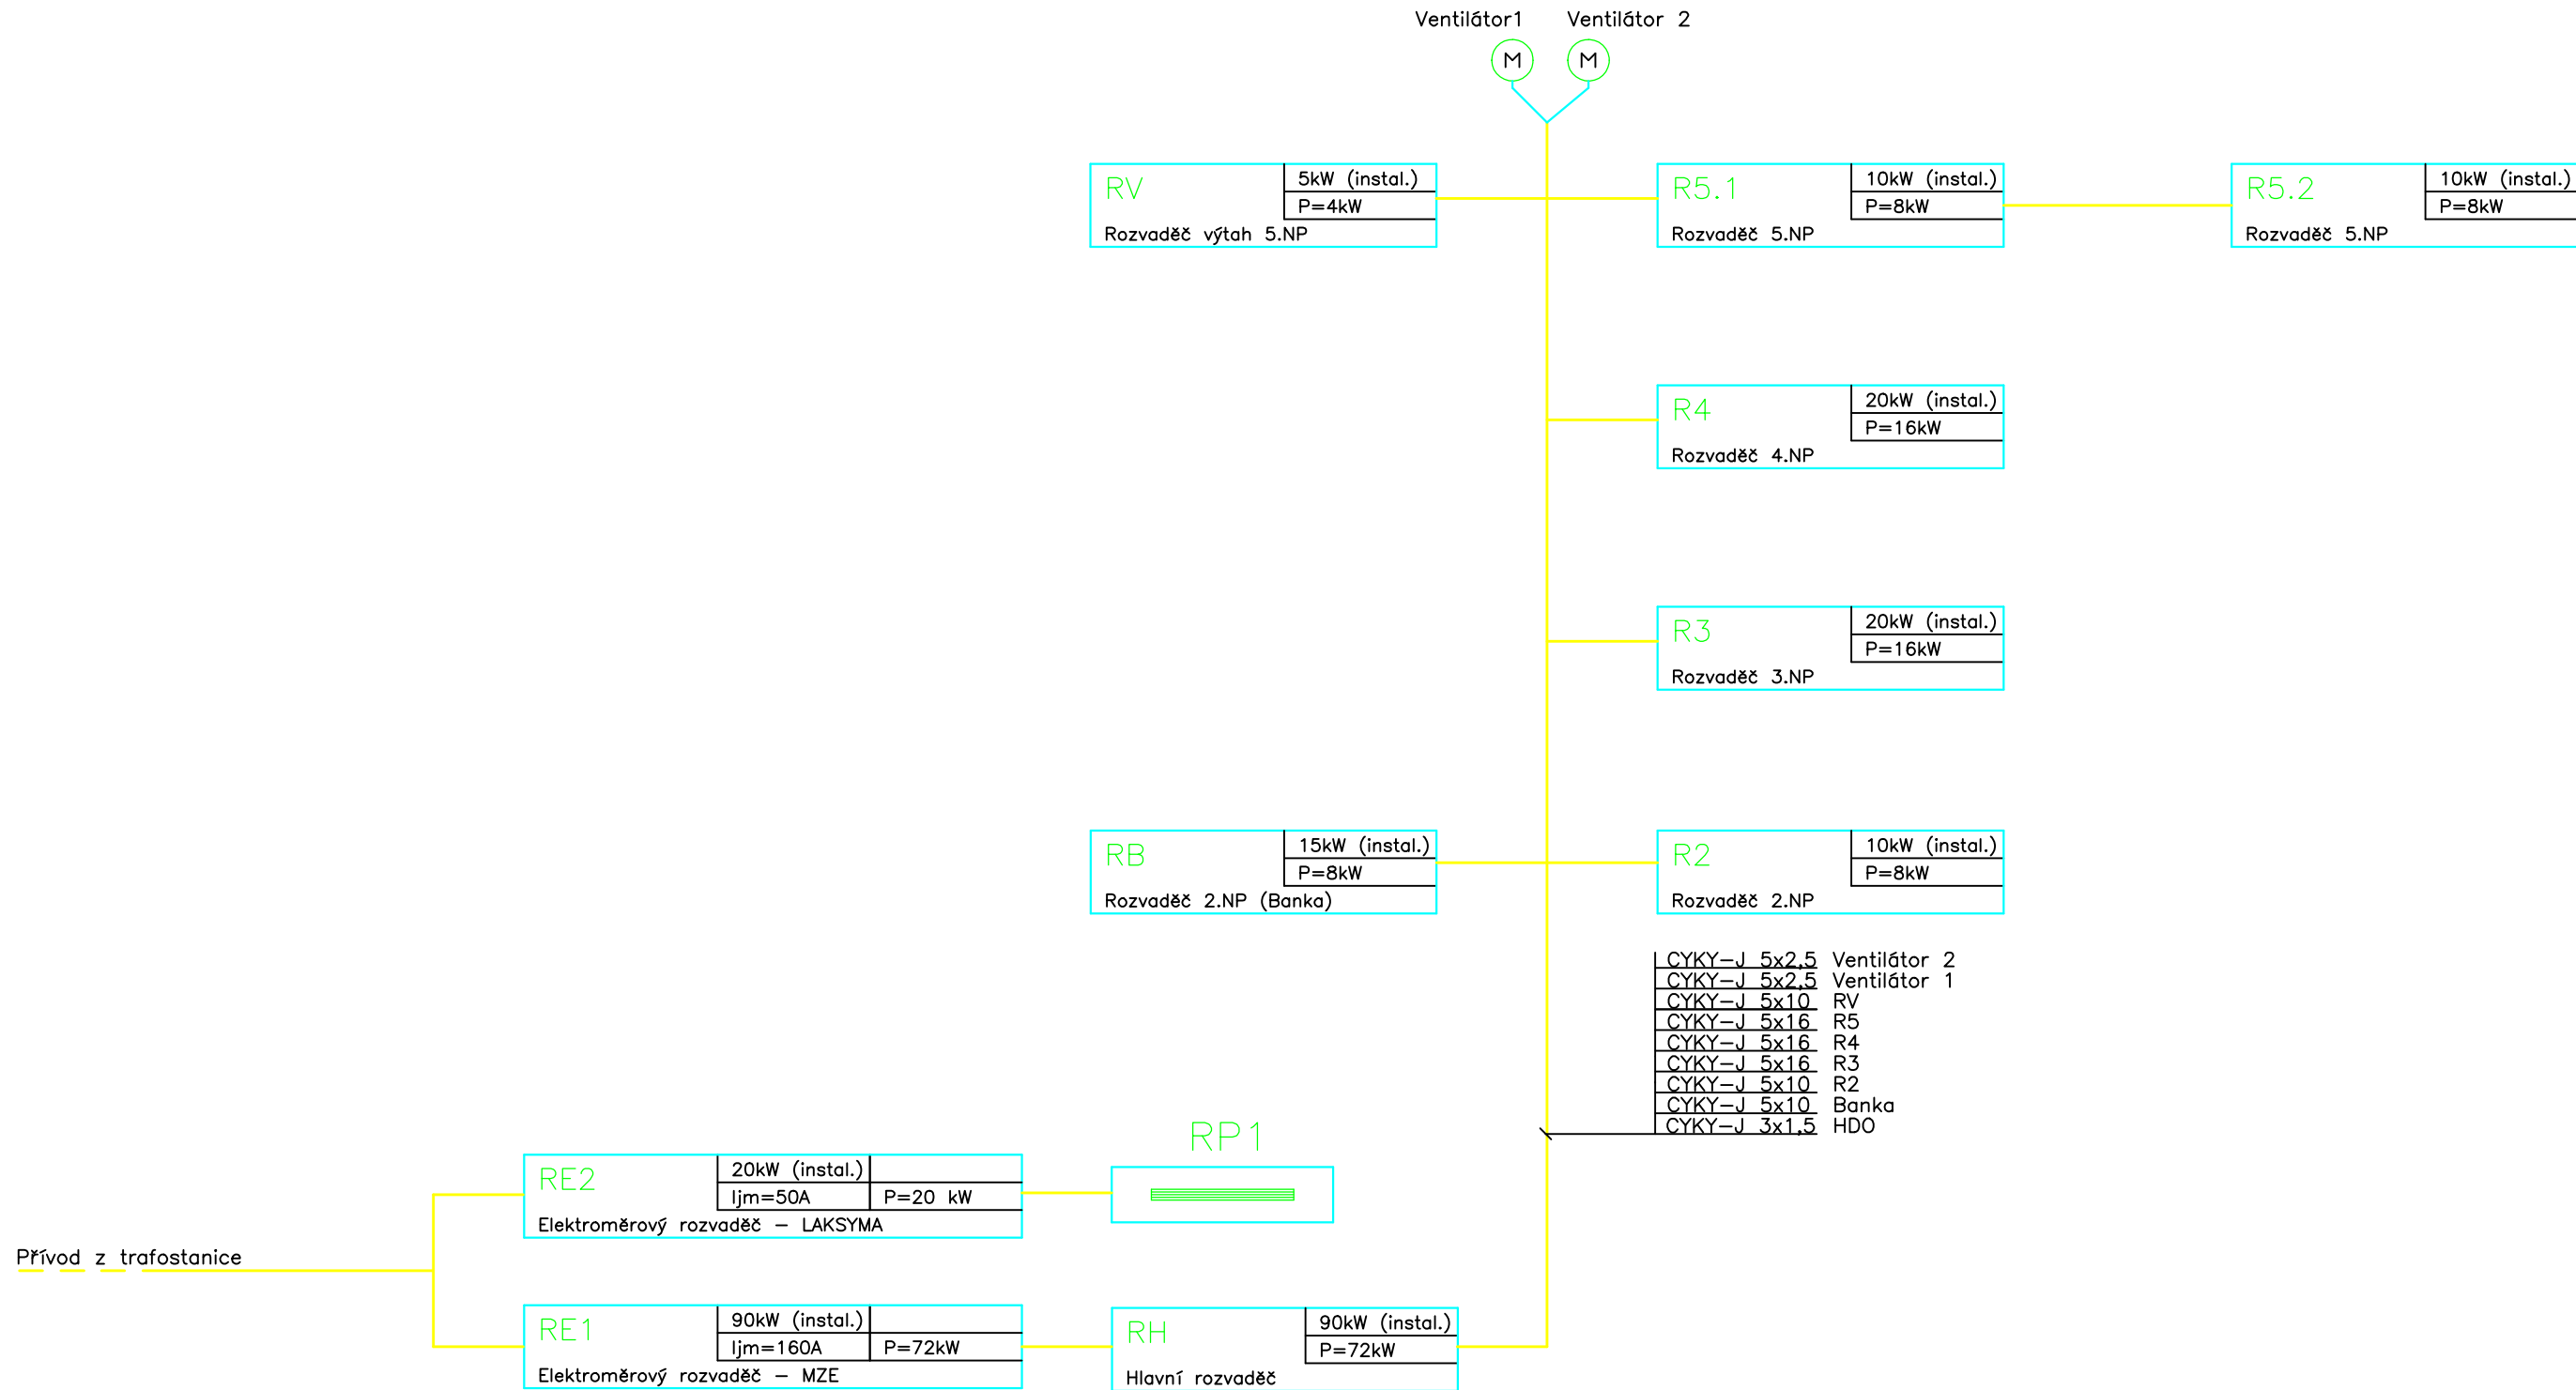 Ventilátor1
Ventilátor 2
M
M
RV
5kW (instal.)
P=4kW
Rozvaděč výtah 5.NP
R5.1
10kW (instal.)
P=8kW
Rozvaděč 5.NP
R5.2
10kW (instal.)
P=8kW
Rozvaděč 5.NP
R4
20kW (instal.)
P=16kW
Rozvaděč 4.NP
R3
20kW (instal.)
P=16kW
Rozvaděč 3.NP
RB
15kW (instal.)
P=8kW
Rozvaděč 2.NP (Banka)
R2
10kW (instal.)
P=8kW
Rozvaděč 2.NP
CYKY-J 5x2,5 Ventilátor 2
CYKY-J 5x2,5 Ventilátor 1
CYKY-J 5x10 RV
CYKY-J 5x16 R5
CYKY-J 5x16 R4
CYKY-J 5x16 R3
CYKY-J 5x10 R2
CYKY-J 5x10 Banka
CYKY-J 3x1,5 HDO
RP1
RE2
20kW (instal.)
Ijm=50A
P=20 kW
Elektroměrový rozvaděč - LAKSYMA
Přívod z trafostanice
RE1
90kW (instal.)
Ijm=160A
P=72kW
Elektroměrový rozvaděč - MZE
RH
90kW (instal.)
P=72kW
Hlavní rozvaděč